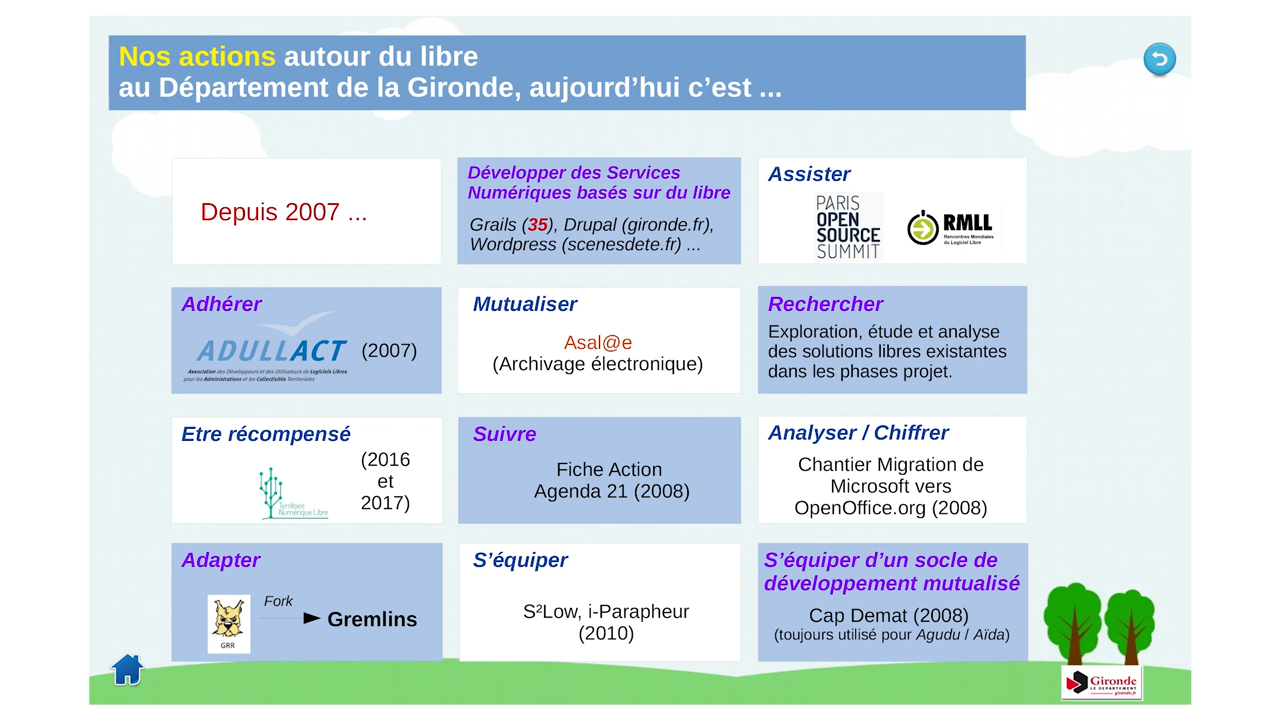 Nos actions autour du libre
au Département de la Gironde, aujourd’hui c’est ...
Depuis 2007 ...
Développer des Services
Numériques basés sur du libre
Grails (35), Drupal (gironde.fr),
Wordpress (scenesdete.fr) ...
Assister
PARIS
OPEN
SOURCE
SUMMIT
RMLL
Rencontres Mondiales
du Logiciel Libre
Adhérer
ADULLACT
(2007)
Association des Développeurs et des Utilisateurs de Logiciels Libres
pour les Administrations et les Collectivités Territoriales
Mutualiser
Asal@e
(Archivage électronique)
Rechercher
Exploration, étude et analyse
des solutions libres existantes
dans les phases projet.
Etre récompensé
(2016
et
2017)
Territoire
Numérique Libre
Suivre
Fiche Action
Agenda 21 (2008)
Analyser / Chiffrer
Chantier Migration de
Microsoft vers
OpenOffice.org (2008)
Adapter
Fork
Gremlins
GRR
S’équiper
S²Low, i-Parapheur
(2010)
S’équiper d’un socle de
développement mutualisé
Cap Demat (2008)
(toujours utilisé pour Agudu / Aïda)
Gironde
LE DEPARTEMENT
gironde.fr